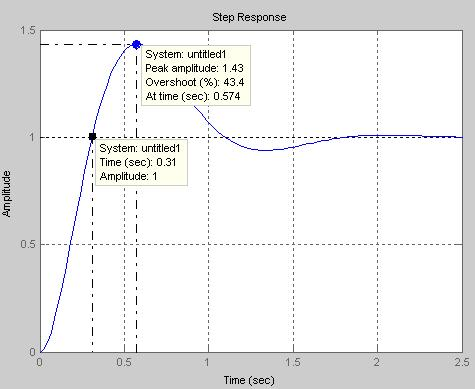 Step Response
1.5
System: untitled1
Peak amplitude: 1.43
Overshoot (%): 43.4
At time (sec): 0.574
1
System: untitled1
Time (sec): 0.31
Amplitude: 1
Amplitude
0.5
0
0 0.5 1 1.5 2 2.5
Time (sec)